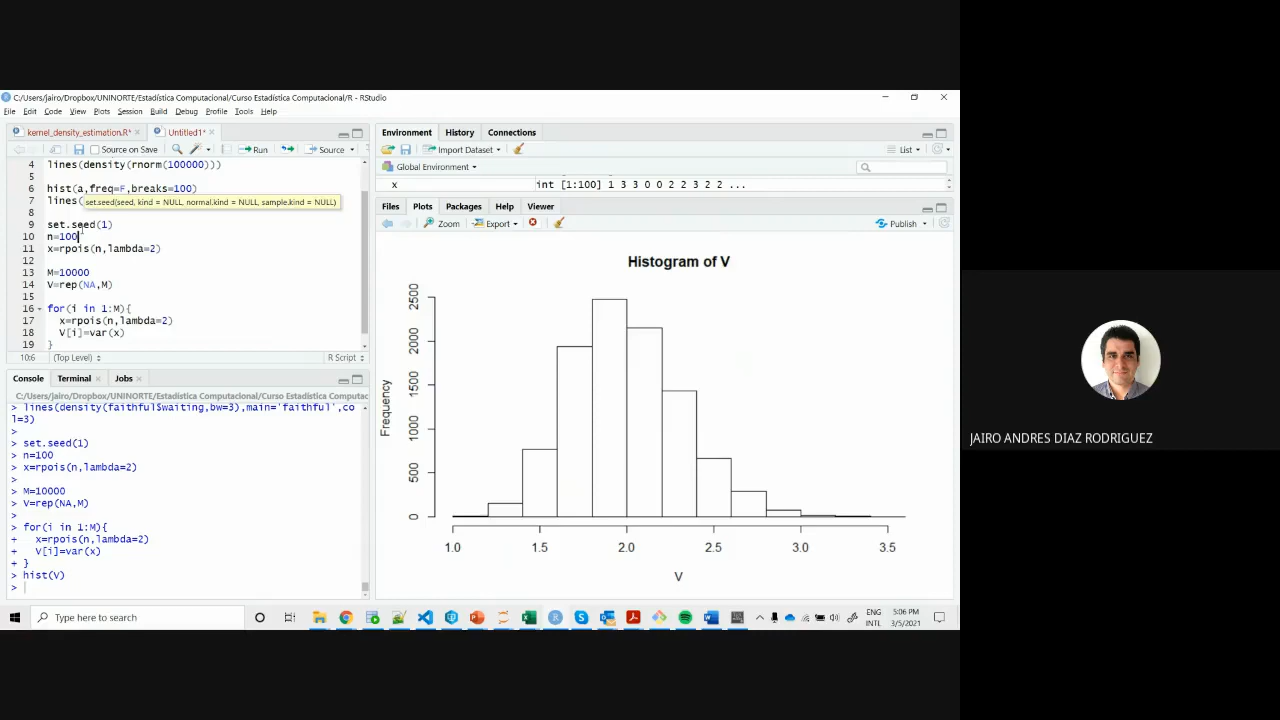 C:/Users/jairo/Dropbox/UNINORTE/Estadística Computacional/Curso Estadística Computacional/R - RStudio
File Edit Code View Plots Session Build Debug Profile Tools Help
kernel_density_estimation.R* Untitled1*
Source on Save Run Source
4 lines(density(rnorm(100000)))
5
6 hist(a,freq=F,breaks=100)
7 lines(
set.seed(seed, kind = NULL, normal.kind = NULL, sample.kind = NULL)
8
9 set.seed(1)
10 n=100
11 x=rpois(n,lambda=2)
12
13 M=10000
14 V=rep(NA,M)
15
16 for(i in 1:M){
17 x=rpois(n,lambda=2)
18 V[i]=var(x)
19 }
10:6 (Top Level) R Script
Console Terminal Jobs
C:/Users/jairo/Dropbox/UNINORTE/Estadística Computacional/Curso Estadística Computac
> lines(density(faithful$waiting,bw=3),main='faithful',co
l=3)
>
> set.seed(1)
> n=100
> x=rpois(n,lambda=2)
>
> M=10000
> V=rep(NA,M)
>
> for(i in 1:M){
+ x=rpois(n,lambda=2)
+ V[i]=var(x)
+ }
> hist(V)
>
Environment History Connections
Import Dataset List
Global Environment
x int [1:100] 1 3 3 0 0 2 2 3 2 2 ...
Files Plots Packages Help Viewer
Zoom Export Publish
Histogram of V
Frequency
2500
2000
1500
1000
500
0
1.0 1.5 2.0 2.5 3.0 3.5
V
JAIRO ANDRES DIAZ RODRIGUEZ
Type here to search
ENG
INTL
5:06 PM
3/5/2021